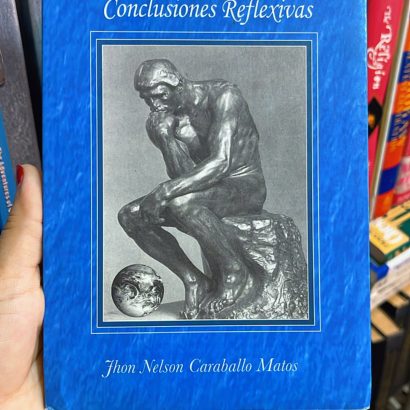 Conclusiones Reflexivas
Jhon Nelson Caraballo Matos